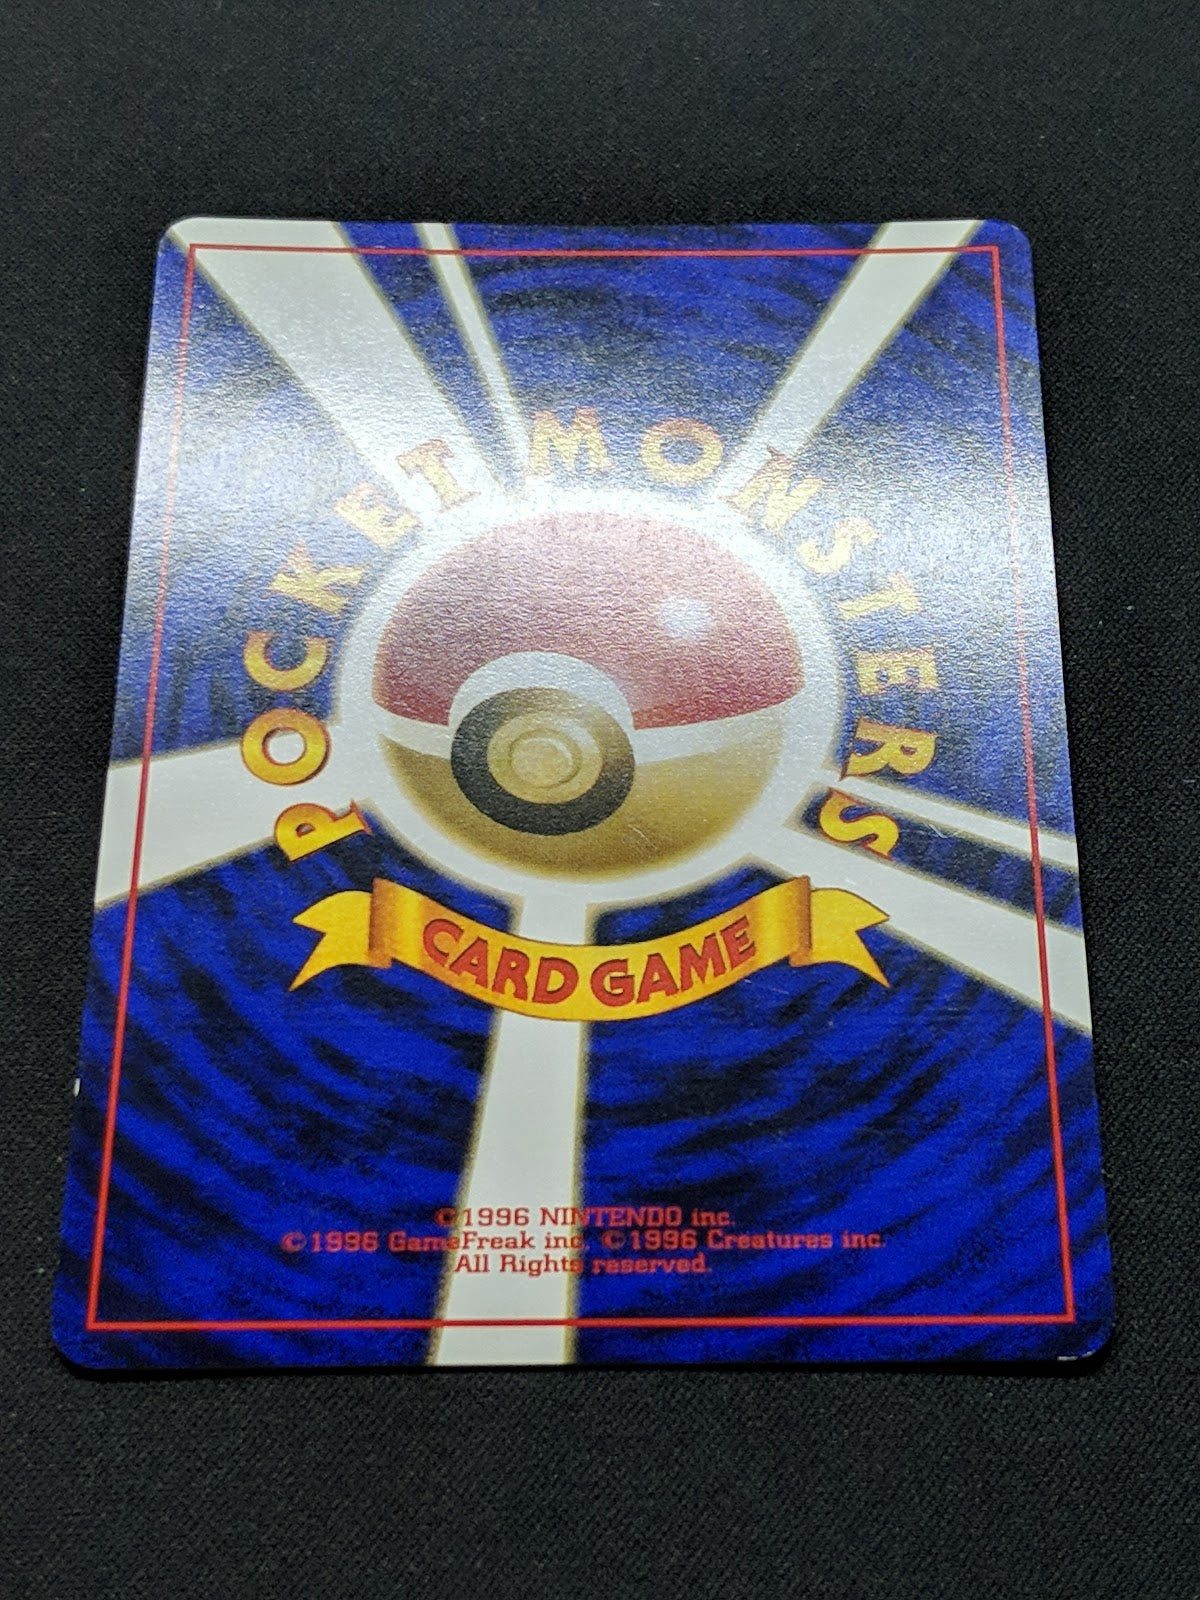 POCKET MONSTERS
CARD GAME
©1996 NINTENDO inc.
©1996 GameFreak inc. ©1996 Creatures inc.
All Rights reserved.